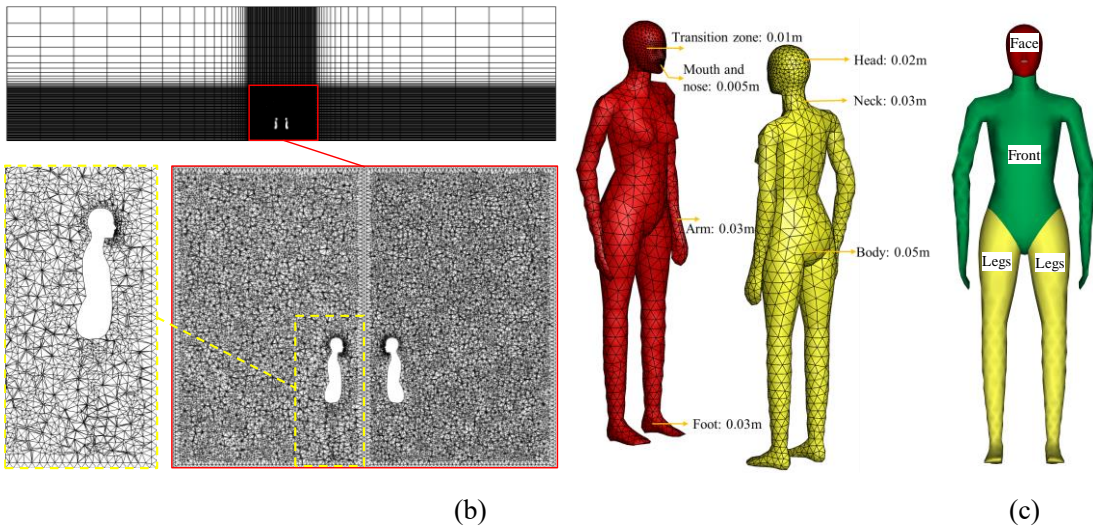 Transition zone: 0.01m
Mouth and
nose: 0.005m
Head: 0.02m
Neck: 0.03m
Arm: 0.03m
Body: 0.05m
Foot: 0.03m
Face
Front
Legs
Legs
(b)
(c)